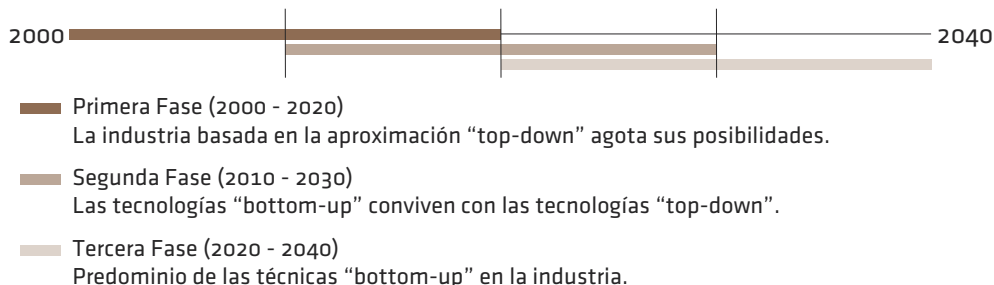 2000
2040
Primera Fase (2000 - 2020)
La industria basada en la aproximación “top-down” agota sus posibilidades.
Segunda Fase (2010 - 2030)
Las tecnologías “bottom-up” conviven con las tecnologías “top-down”.
Tercera Fase (2020 - 2040)
Predominio de las técnicas “bottom-up” en la industria.